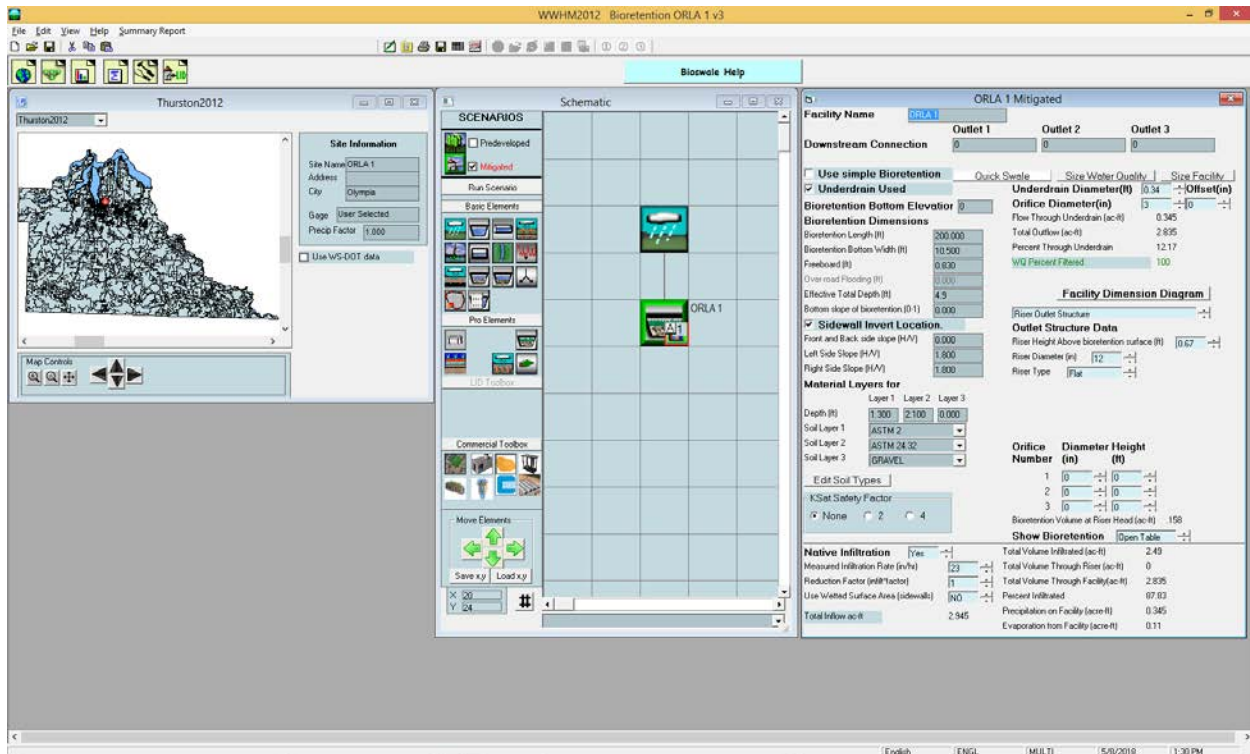 WWHM2012 Bioretention ORLA 1 v3
File Edit View Help Summary Report
Bioswale Help
Thurston2012
Thurston2012
Site Information
Site Name ORLA 1
Address
City Olympia
Gage User Selected
Precip Factor 1.000
Use WS-DOT data
Map Controls
Schematic
SCENARIOS
Predeveloped
Mitigated
Run Scenario
Basic Elements
Pro Elements
LID Toolbox
Commercial Toolbox
Move Elements
Save x,y Load x,y
X 20
Y 24
ORLA 1
A 1
ORLA 1 Mitigated
Facility Name ORLA 1
Outlet 1 Outlet 2 Outlet 3
Downstream Connection 0 0 0
Use simple Bioretention Quick Swale Size Water Quality Size Facility
Underdrain Used Underdrain Diameter(ft) 0.34 Offset(in)
Bioretention Bottom Elevation 0 Orifice Diameter(in) 3 0
Bioretention Dimensions Flow Through Underdrain (ac-ft) 0.345
Bioretention Length (ft) 200.000 Total Outflow (ac-ft) 2.835
Bioretention Bottom Width (ft) 10.500 Percent Through Underdrain 12.17
Freeboard (ft) 0.830 WQ Percent Filtered 100
Over road Flooding (ft) 0.000
Effective Total Depth (ft) 4.9 Facility Dimension Diagram
Bottom slope of bioretention.(0-1) 0.000 Riser Outlet Structure
Sidewall Invert Location. Outlet Structure Data
Front and Back side slope (H/V) 0.000 Riser Height Above bioretention surface (ft) 0.67
Left Side Slope (H/V) 1.800 Riser Diameter (in) 12
Right Side Slope (H/V) 1.800 Riser Type Flat
Material Layers for
Layer 1 Layer 2 Layer 3
Depth (ft) 1.300 2.100 0.000
Soil Layer 1 ASTM 2
Soil Layer 2 ASTM 24.32
Soil Layer 3 GRAVEL
Orifice Diameter Height
Number (in) (ft)
1 0 0
2 0 0
3 0 0
Edit Soil Types
KSat Safety Factor
None 2 4
Bioretention Volume at Riser Head (ac-ft) .158
Show Bioretention Open Table
Native Infiltration Yes Total Volume Infiltrated (ac-ft) 2.49
Measured Infiltration Rate (in/hr) 23 Total Volume Through Riser (ac-ft) 0
Reduction Factor (infilt*factor) 1 Total Volume Through Facility(ac-ft) 2.835
Use Wetted Surface Area (sidewalls) NO Percent Infiltrated 87.83
Total Inflow ac-ft 2.945 Precipitation on Facility (acre-ft) 0.345
Evaporation from Facility (acre-ft) 0.11
English ENGL MULTI 5/8/2018 1:30 PM